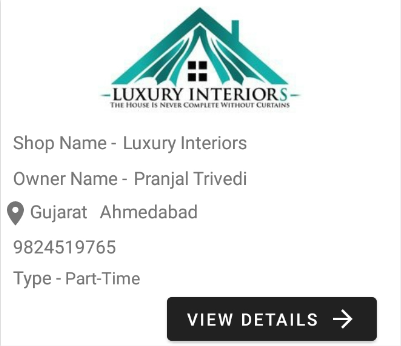 LUXURY INTERIORS
THE HOUSE IS NEVER COMPLETE WITHOUT CURTAINS
Shop Name - Luxury Interiors
Owner Name - Pranjal Trivedi
Gujarat Ahmedabad
9824519765
Type - Part-Time
VIEW DETAILS